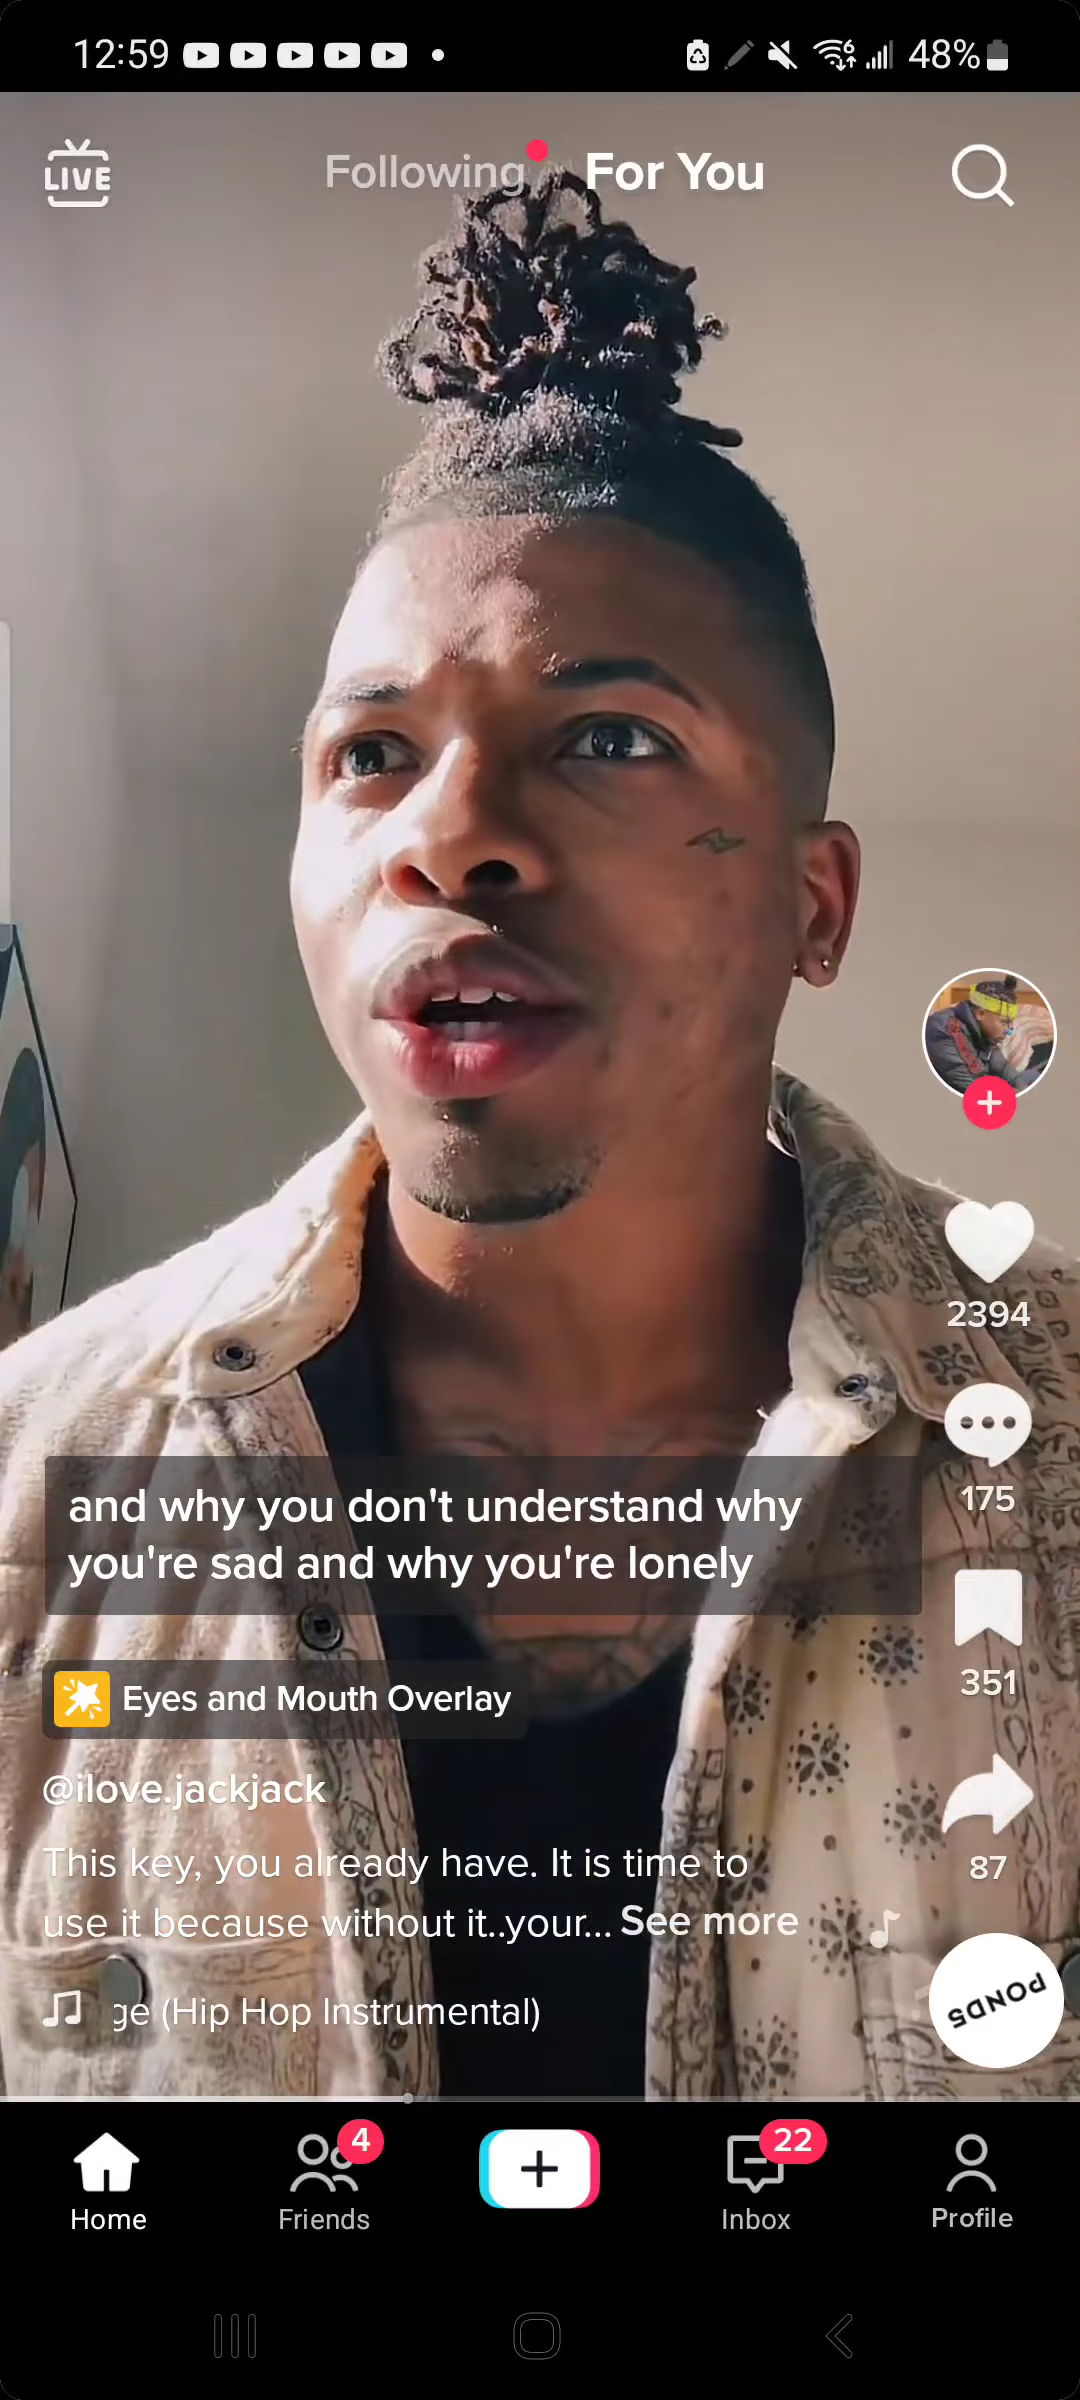 12:59
48%
LIVE
Following
For You
2394
175
and why you don't understand why
you're sad and why you're lonely
351
Eyes and Mouth Overlay
@ilove.jackjack
This key, you already have. It is time to
use it because without it..your... See more
87
ge (Hip Hop Instrumental)
PONDS
4
22
Home
Friends
Inbox
Profile